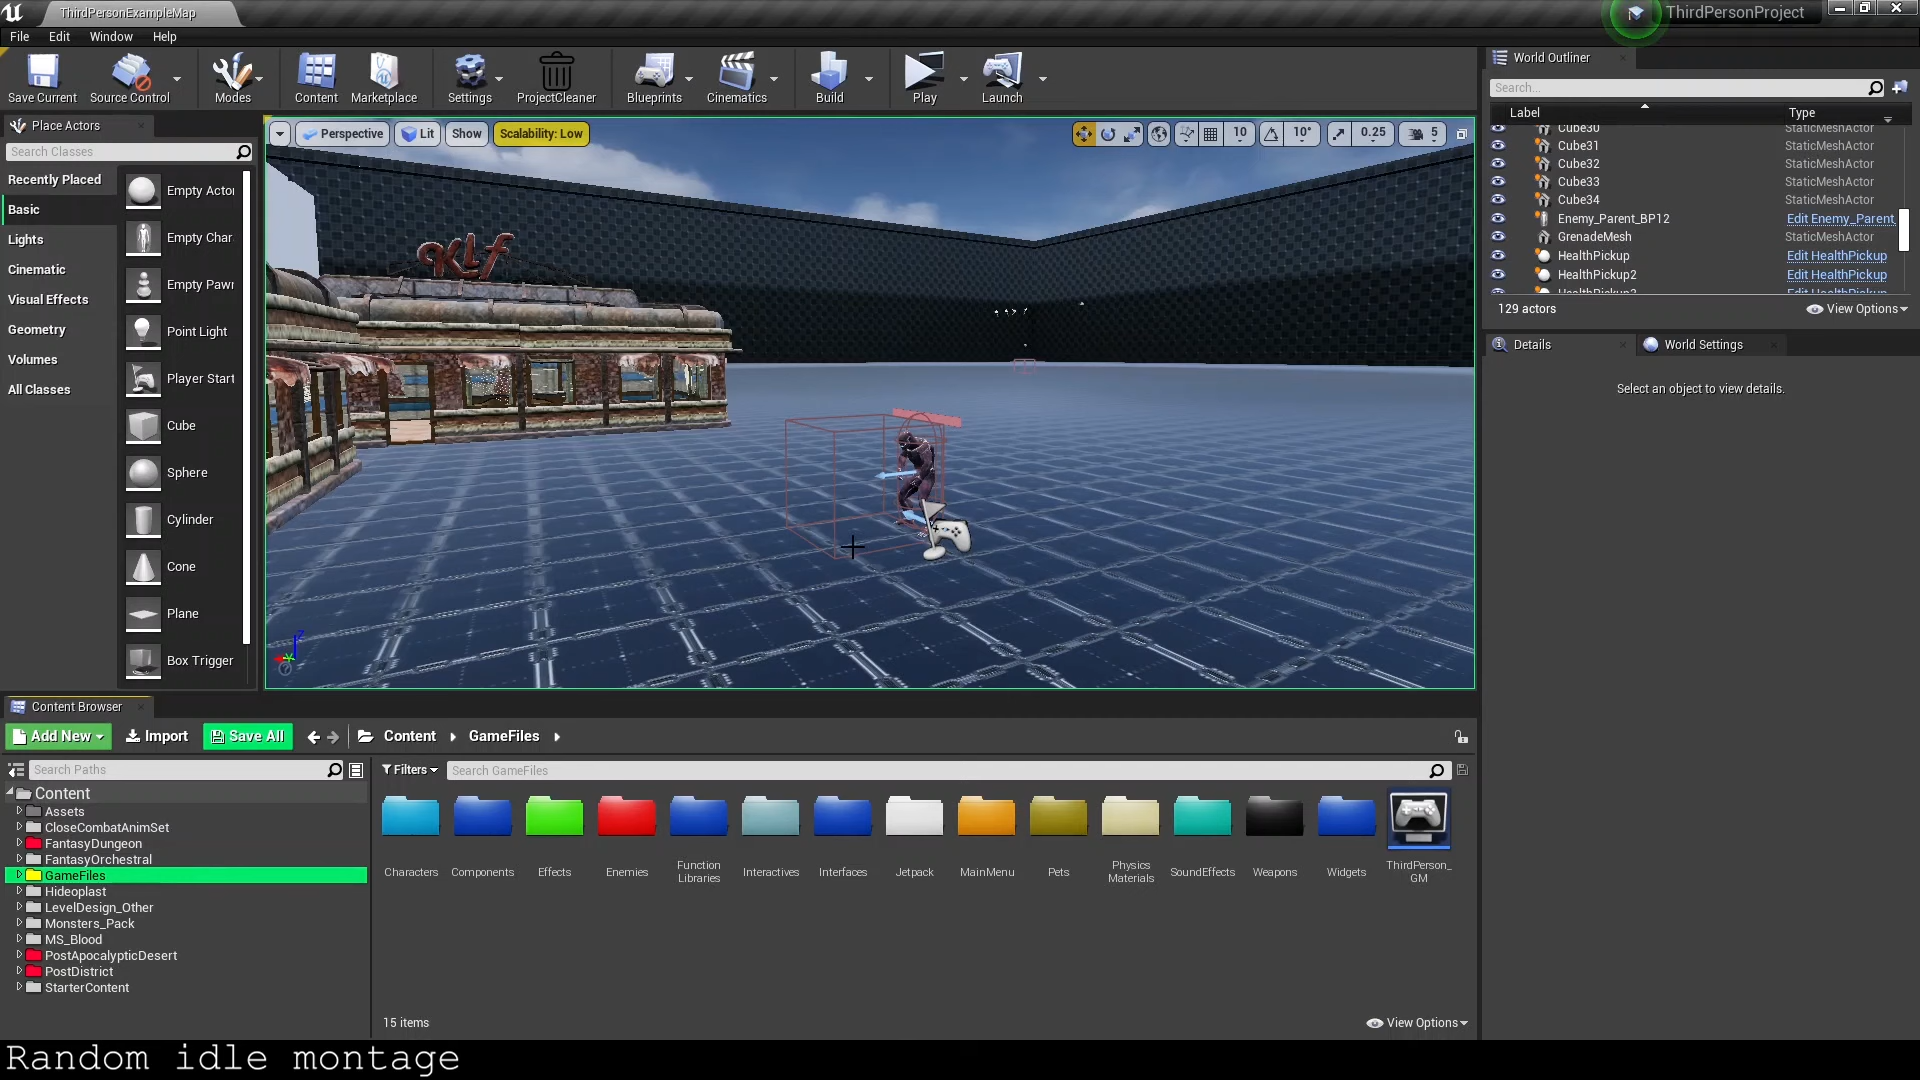 ThirdPersonExampleMap
ThirdPersonProject
File Edit Window Help
Save Current
Source Control
Modes
Content
Marketplace
Settings
ProjectCleaner
Blueprints
Cinematics
Build
Play
Launch
Place Actors
Search Classes
Recently Placed
Basic
Lights
Cinematic
Visual Effects
Geometry
Volumes
All Classes
Empty Actor
Empty Char
Empty Pawn
Point Light
Player Start
Cube
Sphere
Cylinder
Cone
Plane
Box Trigger
Perspective Lit Show Scalability: Low
10 10° 0.25 5
Klf
World Outliner
Search...
Label Type
Cube30 StaticMeshActor
Cube31 StaticMeshActor
Cube32 StaticMeshActor
Cube33 StaticMeshActor
Cube34 StaticMeshActor
Enemy_Parent_BP12 Edit Enemy_Parent_
GrenadeMesh StaticMeshActor
HealthPickup Edit HealthPickup
HealthPickup2 Edit HealthPickup
HealthPickup3 Edit HealthPickup
129 actors View Options
Details World Settings
Select an object to view details.
Content Browser
Add New Import Save All Content GameFiles
Search Paths
Content
Assets
CloseCombatAnimSet
FantasyDungeon
FantasyOrchestral
GameFiles
Hideoplast
LevelDesign_Other
Monsters_Pack
MS_Blood
PostApocalypticDesert
PostDistrict
StarterContent
Filters Search GameFiles
Characters
Components
Effects
Enemies
Function
Libraries
Interactives
Interfaces
Jetpack
MainMenu
Pets
Physics
Materials
SoundEffects
Weapons
Widgets
ThirdPerson_
GM
15 items View Options
Random idle montage